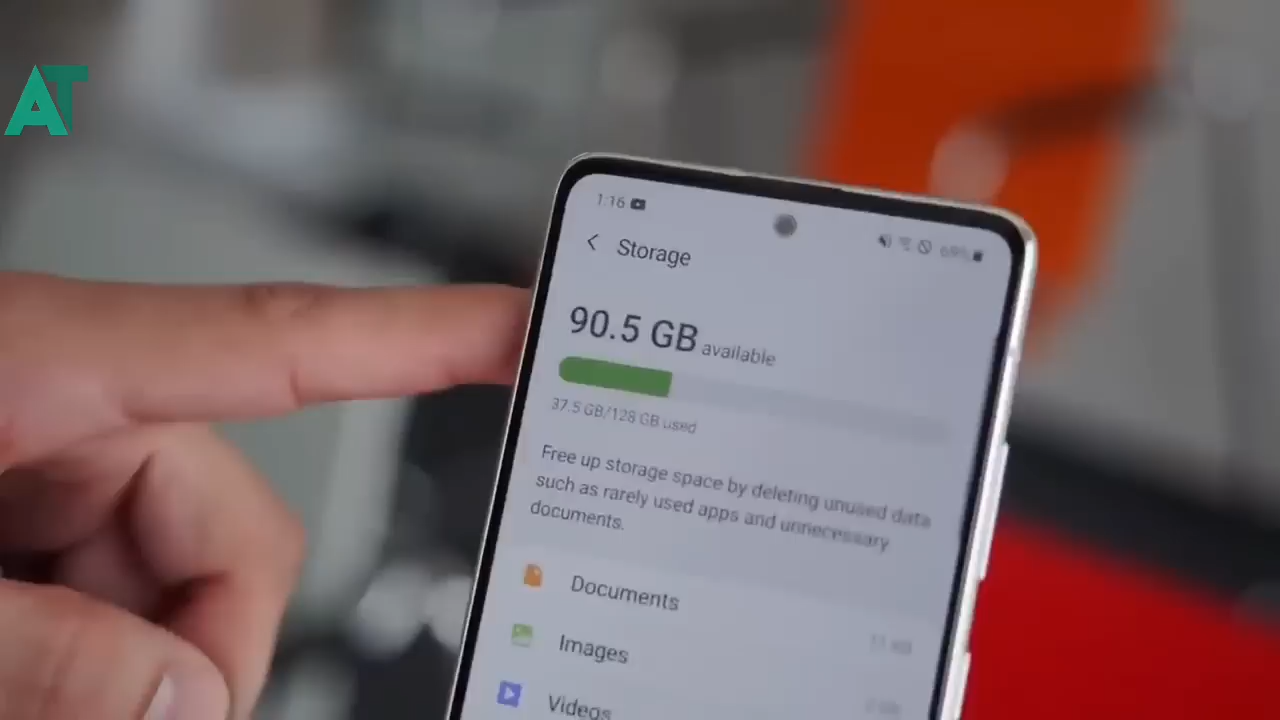 AT
1:16
69%
Storage
90.5 GB available
37.5 GB/128 GB used
Free up storage space by deleting unused data
such as rarely used apps and unnecessary
documents.
Documents
Images
Videos